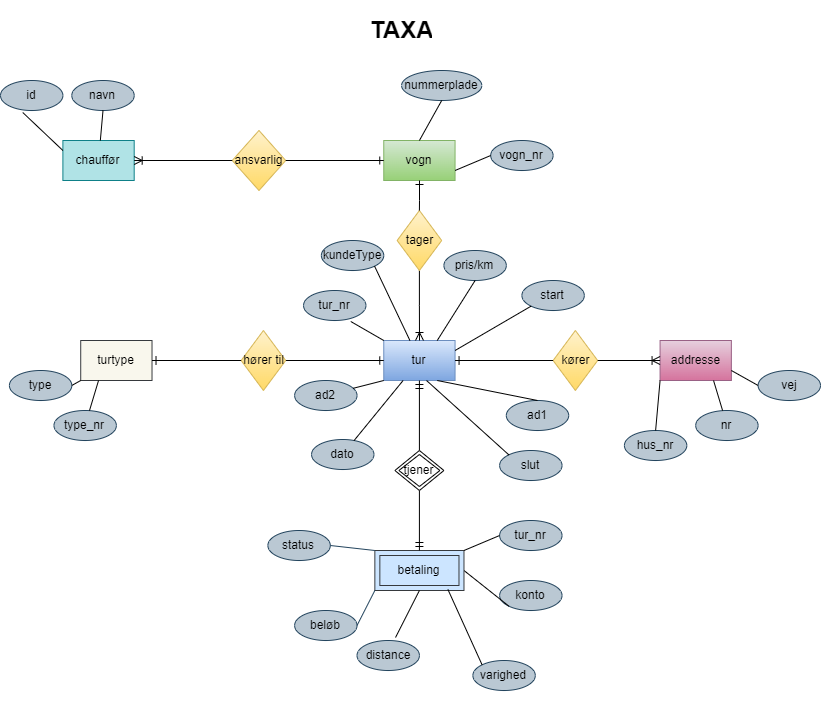 TAXA
id
navn
nummerplade
chauffør
ansvarlig
vogn
vogn_nr
tager
kundeType
pris/km
tur_nr
start
turtype
hører til
tur
kører
addresse
type
type_nr
ad2
ad1
vej
nr
hus_nr
dato
slut
tjener
status
tur_nr
betaling
konto
beløb
distance
varighed